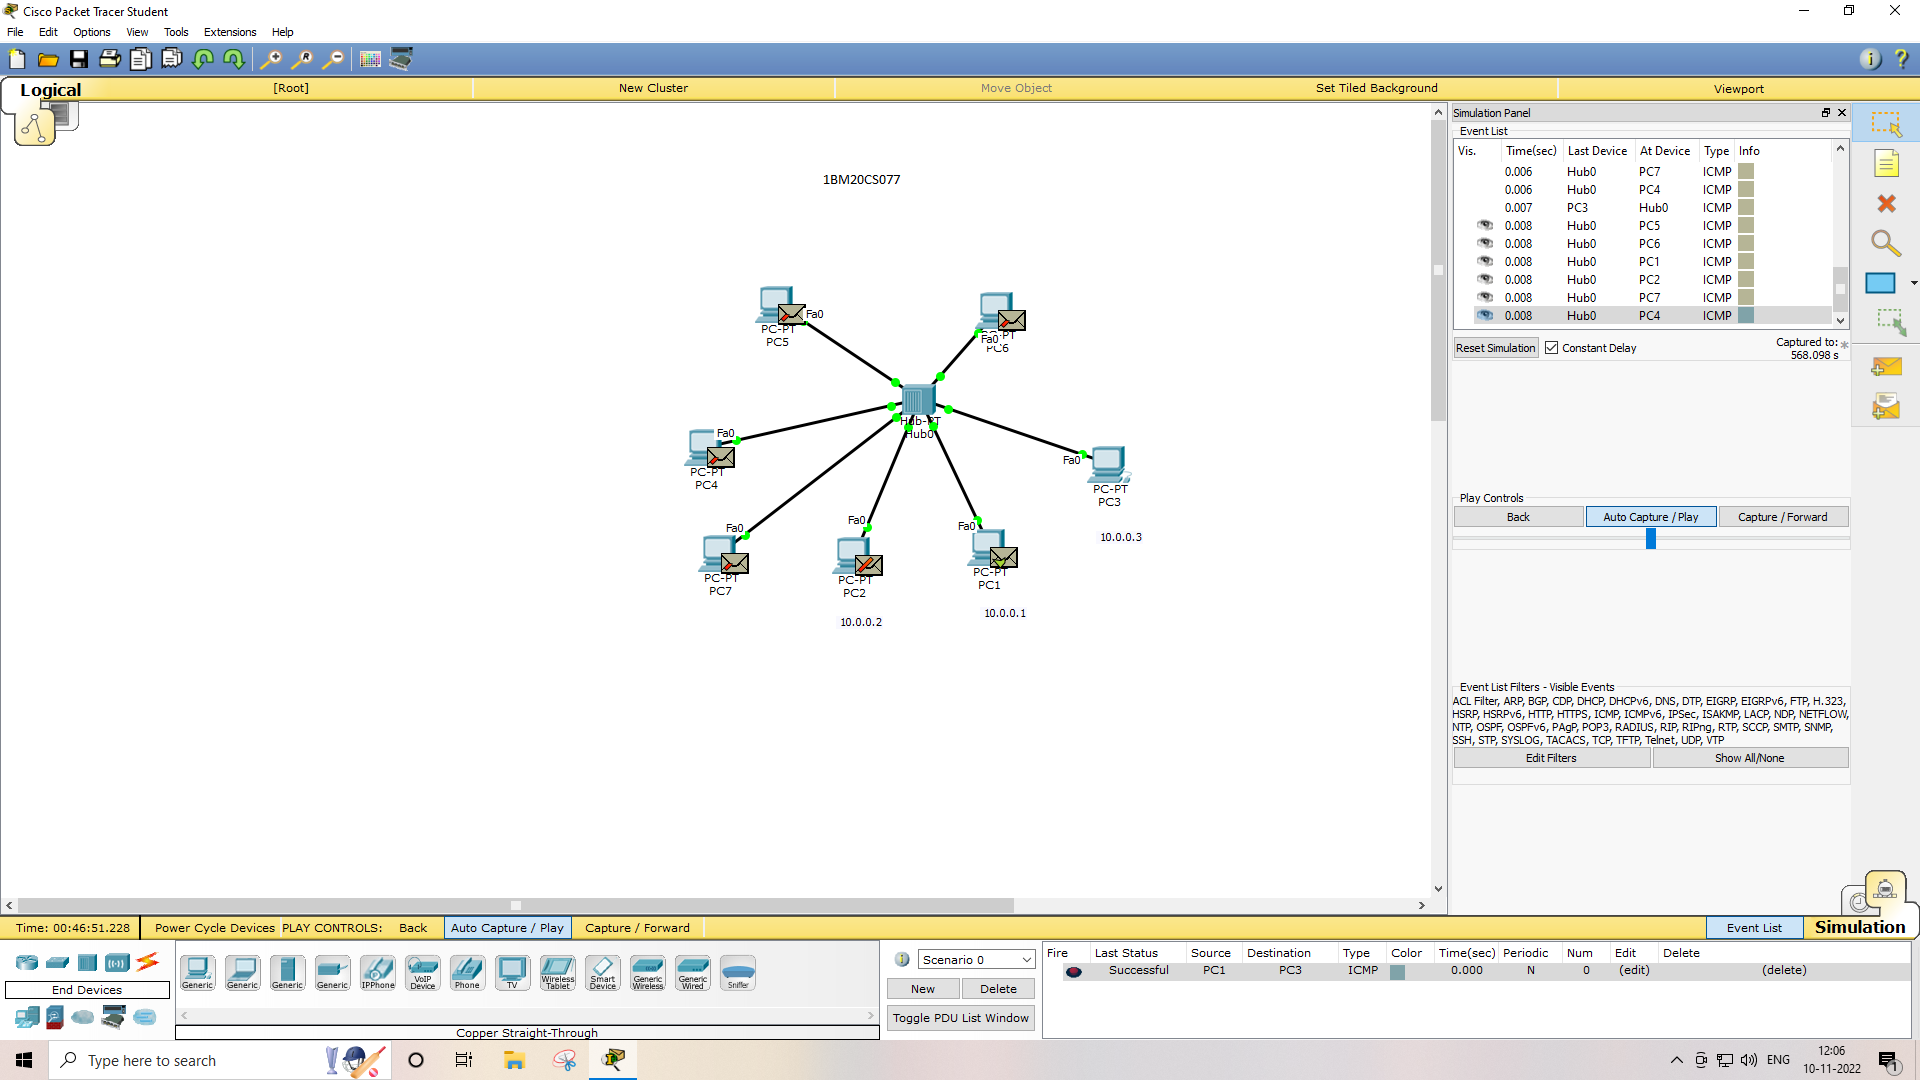 Cisco Packet Tracer Student
File Edit Options View Tools Extensions Help
Logical [Root] New Cluster Move Object Set Tiled Background Viewport
1BM20CS077
Fa0
PC-PT
PC5
Fa0
PC-PT
PC6
Hub-PT
Hub0
Fa0
PC-PT
PC4
Fa0
PC-PT
PC3
10.0.0.3
Fa0
PC-PT
PC7
Fa0
PC-PT
PC2
10.0.0.2
Fa0
PC-PT
PC1
10.0.0.1
Simulation Panel
Event List
Vis. Time(sec) Last Device At Device Type Info
0.006 Hub0 PC7 ICMP
0.006 Hub0 PC4 ICMP
0.007 PC3 Hub0 ICMP
0.008 Hub0 PC5 ICMP
0.008 Hub0 PC6 ICMP
0.008 Hub0 PC1 ICMP
0.008 Hub0 PC2 ICMP
0.008 Hub0 PC7 ICMP
0.008 Hub0 PC4 ICMP
Reset Simulation Constant Delay Captured to: *
568.098 s
Play Controls
Back Auto Capture / Play Capture / Forward
Event List Filters - Visible Events
ACL Filter, ARP, BGP, CDP, DHCP, DHCPv6, DNS, DTP, EIGRP, EIGRPv6, FTP, H.323,
HSRP, HSRPv6, HTTP, HTTPS, ICMP, ICMPv6, IPSec, ISAKMP, LACP, NDP, NETFLOW,
NTP, OSPF, OSPFv6, PAgP, POP3, RADIUS, RIP, RIPng, RTP, SCCP, SMTP, SNMP,
SSH, STP, SYSLOG, TACACS, TCP, TFTP, Telnet, UDP, VTP
Edit Filters Show All/None
Time: 00:46:51.228 Power Cycle Devices PLAY CONTROLS: Back Auto Capture / Play Capture / Forward Event List Simulation
End Devices
Generic Generic Generic Generic IPPhone VoIP Device Phone TV Wireless Tablet Smart Device Generic Wireless Generic Wired Sniffer
Copper Straight-Through
Scenario 0
New Delete
Toggle PDU List Window
Fire Last Status Source Destination Type Color Time(sec) Periodic Num Edit Delete
Successful PC1 PC3 ICMP 0.000 N 0 (edit) (delete)
Type here to search
ENG
12:06
10-11-2022
1